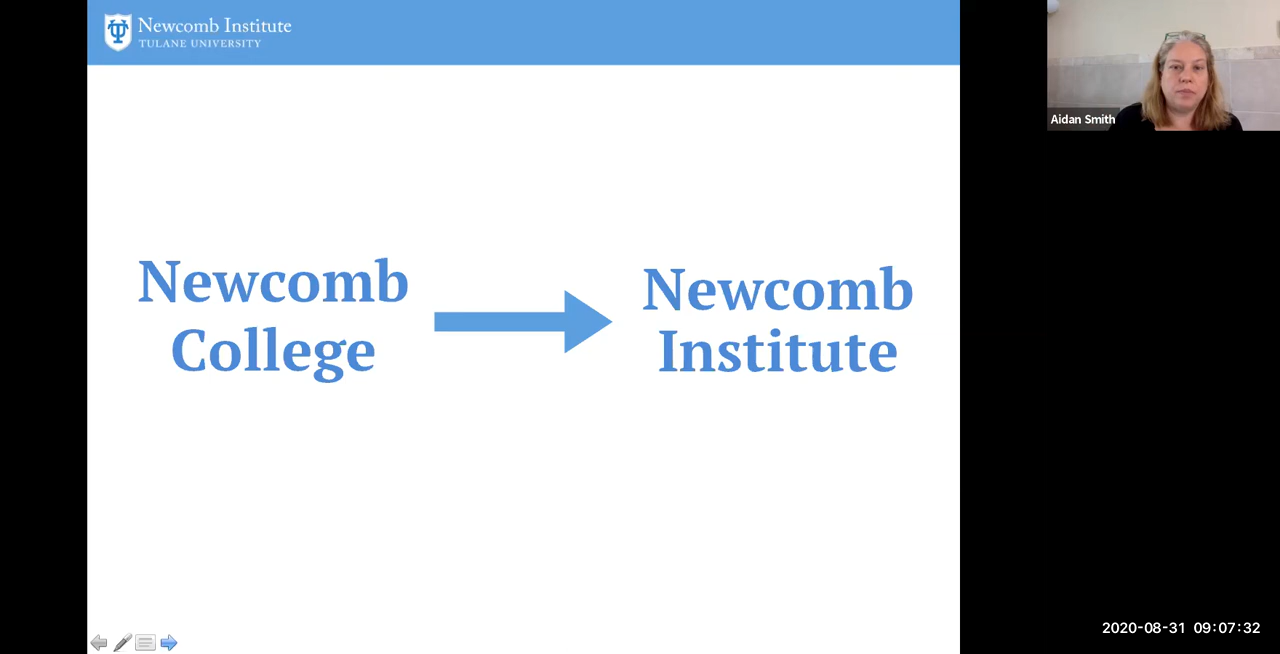 Newcomb Institute
TULANE UNIVERSITY
Newcomb
College
Newcomb
Institute
Aidan Smith
2020-08-31 09:07:32